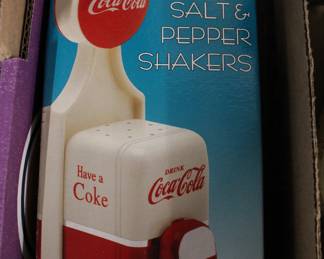 Coca-Cola
SALT &
PEPPER
SHAKERS
Have a
Coke
DRINK
Coca-Cola